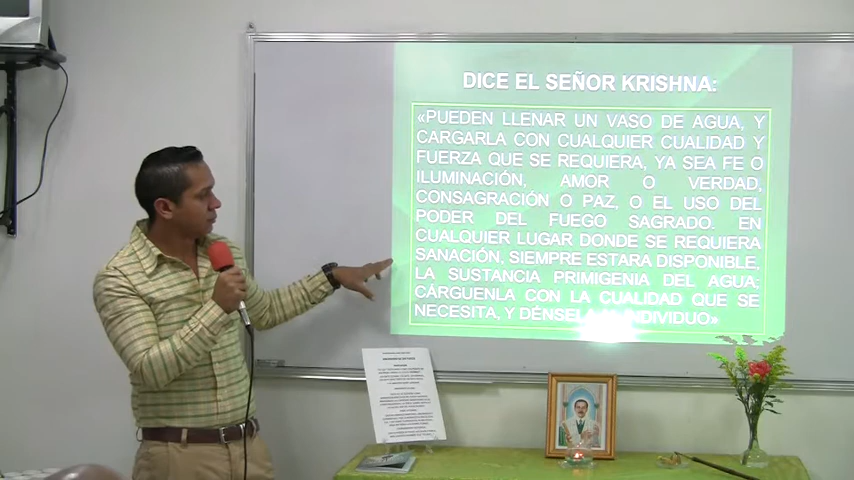 DICE EL SEÑOR KRISHNA:
«PUEDEN LLENAR UN VASO DE AGUA, Y
CARGARLA CON CUALQUIER CUALIDAD Y
FUERZA QUE SE REQUIERA, YA SEA FE O
ILUMINACIÓN, AMOR O VERDAD,
CONSAGRACIÓN O PAZ, O EL USO DEL
PODER DEL FUEGO SAGRADO. EN
CUALQUIER LUGAR DONDE SE REQUIERA
SANACIÓN, SIEMPRE ESTARA DISPONIBLE,
LA SUSTANCIA PRIMIGENIA DEL AGUA;
CÁRGUENLA CON LA CUALIDAD QUE SE
NECESITA, Y DÉNSELA AL INDIVIDUO»